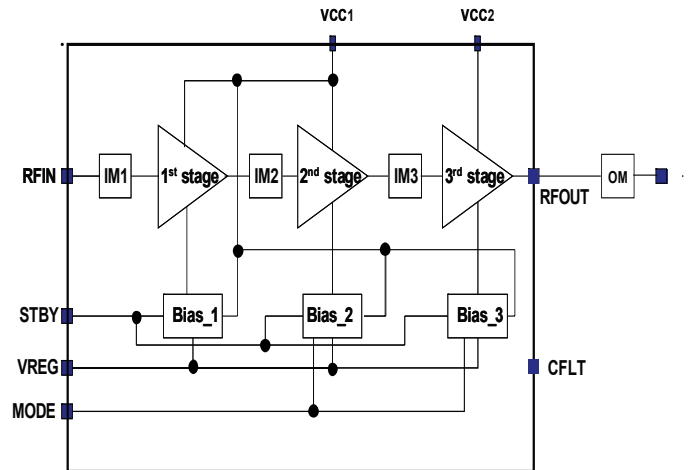 VCC1 VCC2
RFIN IM1 1st stage IM2 2nd stage IM3 3rd stage OM
RFOUT
STBY Bias_1 Bias_2 Bias_3
VREG CFLT
MODE